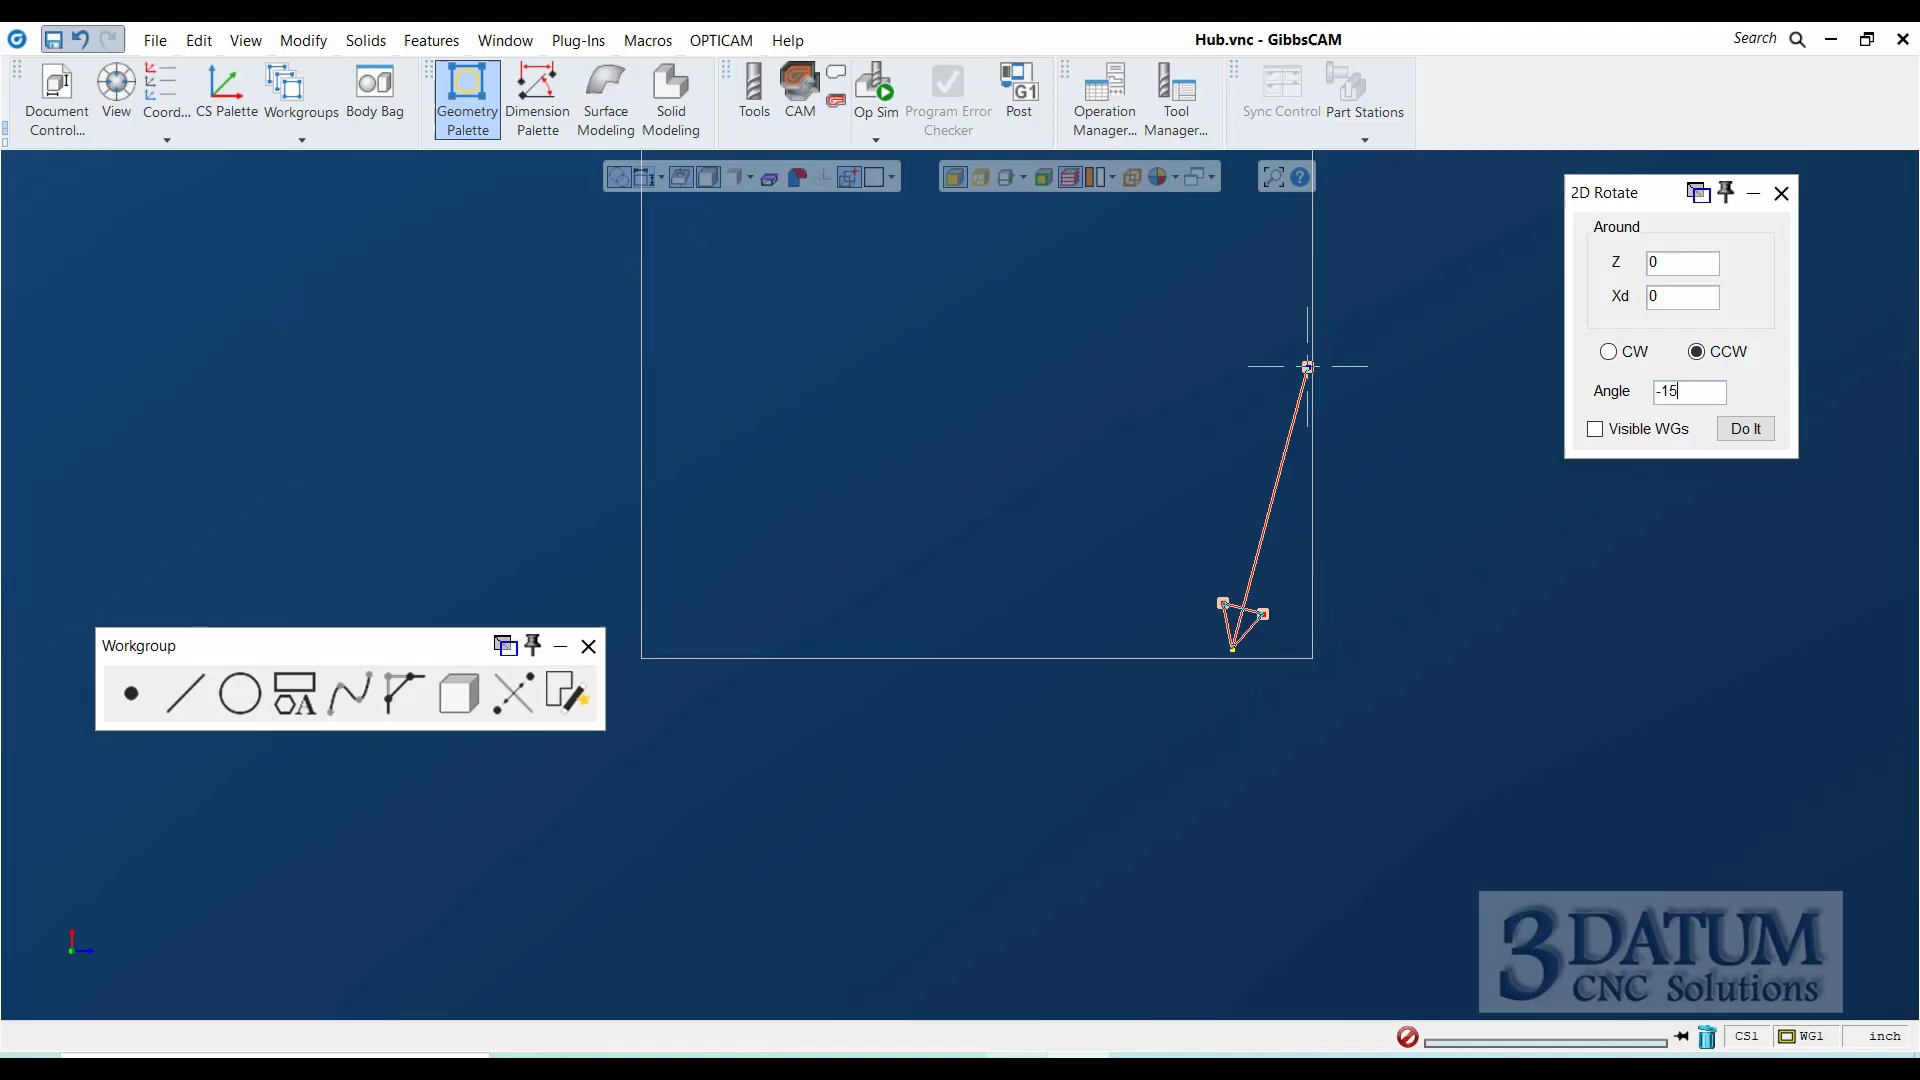 File Edit View Modify Solids Features Window Plug-Ins Macros OPTICAM Help
Hub.vnc - GibbsCAM
Search
Document Control...
View
Coord...
CS Palette
Workgroups
Body Bag
Geometry Palette
Dimension Palette
Surface Modeling
Solid Modeling
Tools
CAM
Op Sim
Program Error Checker
G1
Post
Operation Manager...
Tool Manager...
Sync Control
Part Stations
2D Rotate
Around
Z 0
Xd 0
CW CCW
Angle -15
Visible WGs Do It
Workgroup
A
3DATUM
CNC Solutions
CS1 WG1 inch